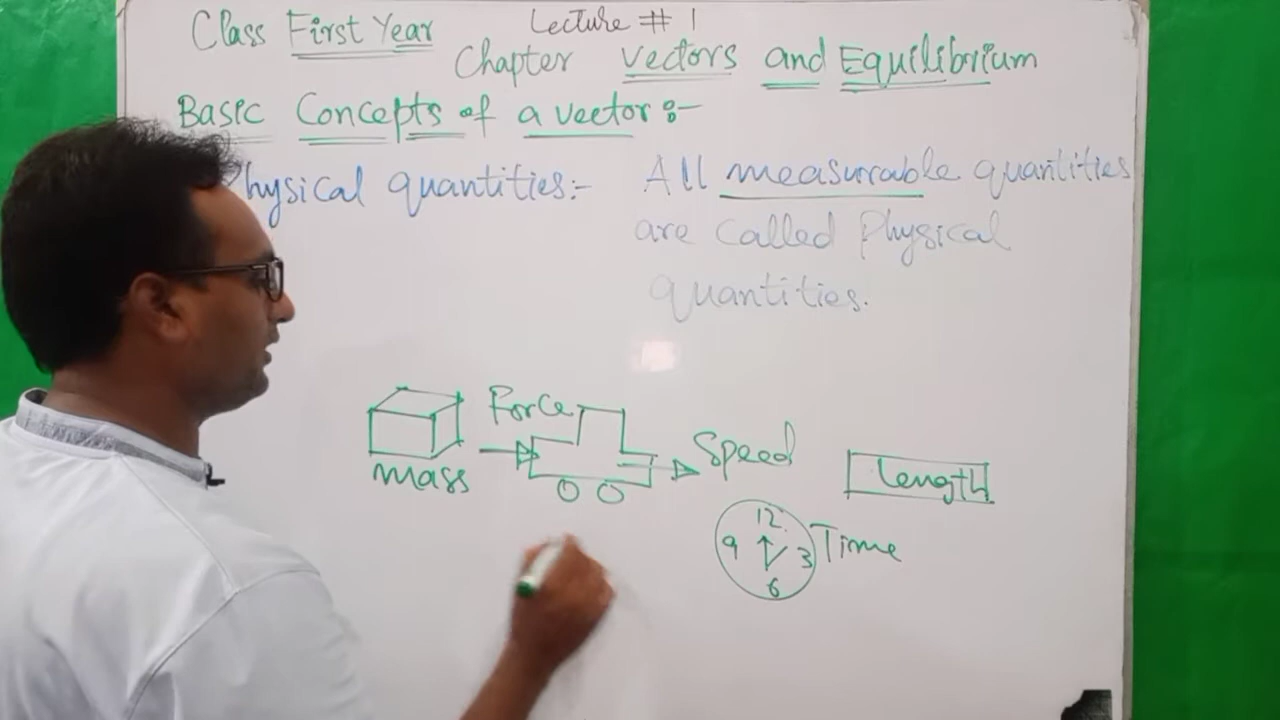 Class First Year
Lecture # 1
Chapter vectors and Equilibrium
Basic Concepts of a vector :-
Physical quantities:- All measurable quantities
are called Physical
quantities.
Force
mass
Speed
Length
12
9
3
6
Time